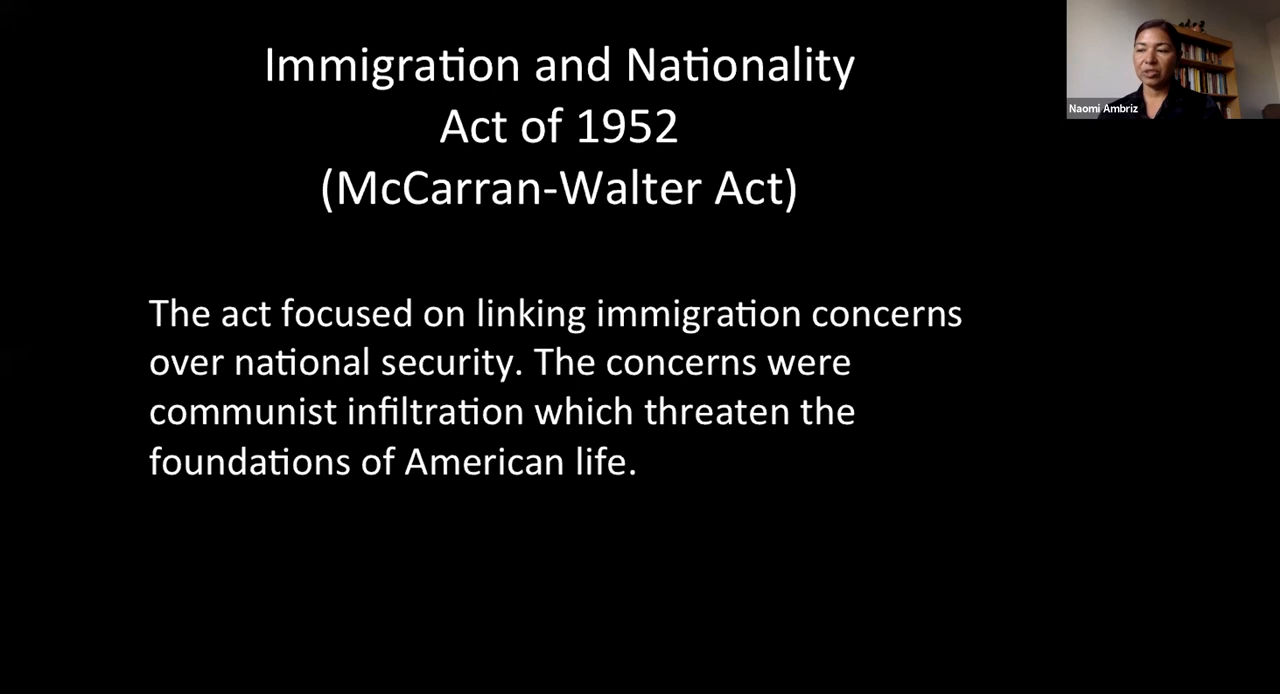 Immigration and Nationality
Act of 1952
(McCarran-Walter Act)
Naomi Ambriz
The act focused on linking immigration concerns
over national security. The concerns were
communist infiltration which threaten the
foundations of American life.